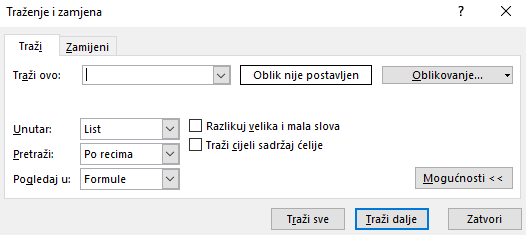 Traženje i zamjena
Traži
Zamijeni
Traži ovo:
Oblik nije postavljen
Oblikovanje...
Unutar:
List
Razlikuj velika i mala slova
Pretraži:
Po recima
Traži cijeli sadržaj ćelije
Pogledaj u:
Formule
Mogućnosti <<
Traži sve
Traži dalje
Zatvori